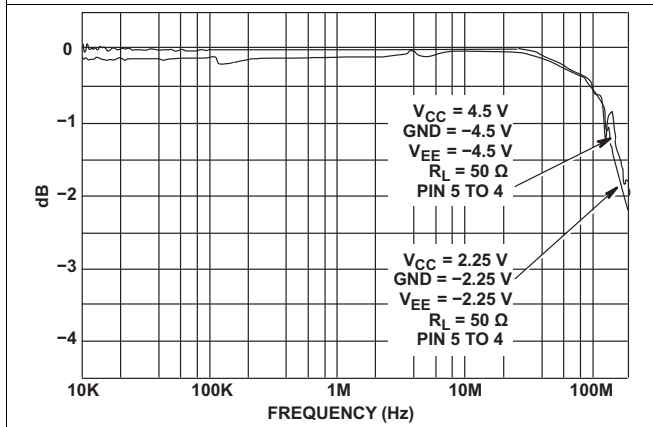 0
−1
−2
−3
−4
dB
V_CC = 4.5 V
GND = −4.5 V
V_EE = −4.5 V
R_L = 50 Ω
PIN 5 TO 4
V_CC = 2.25 V
GND = −2.25 V
V_EE = −2.25 V
R_L = 50 Ω
PIN 5 TO 4
10K 100K 1M 10M 100M
FREQUENCY (Hz)